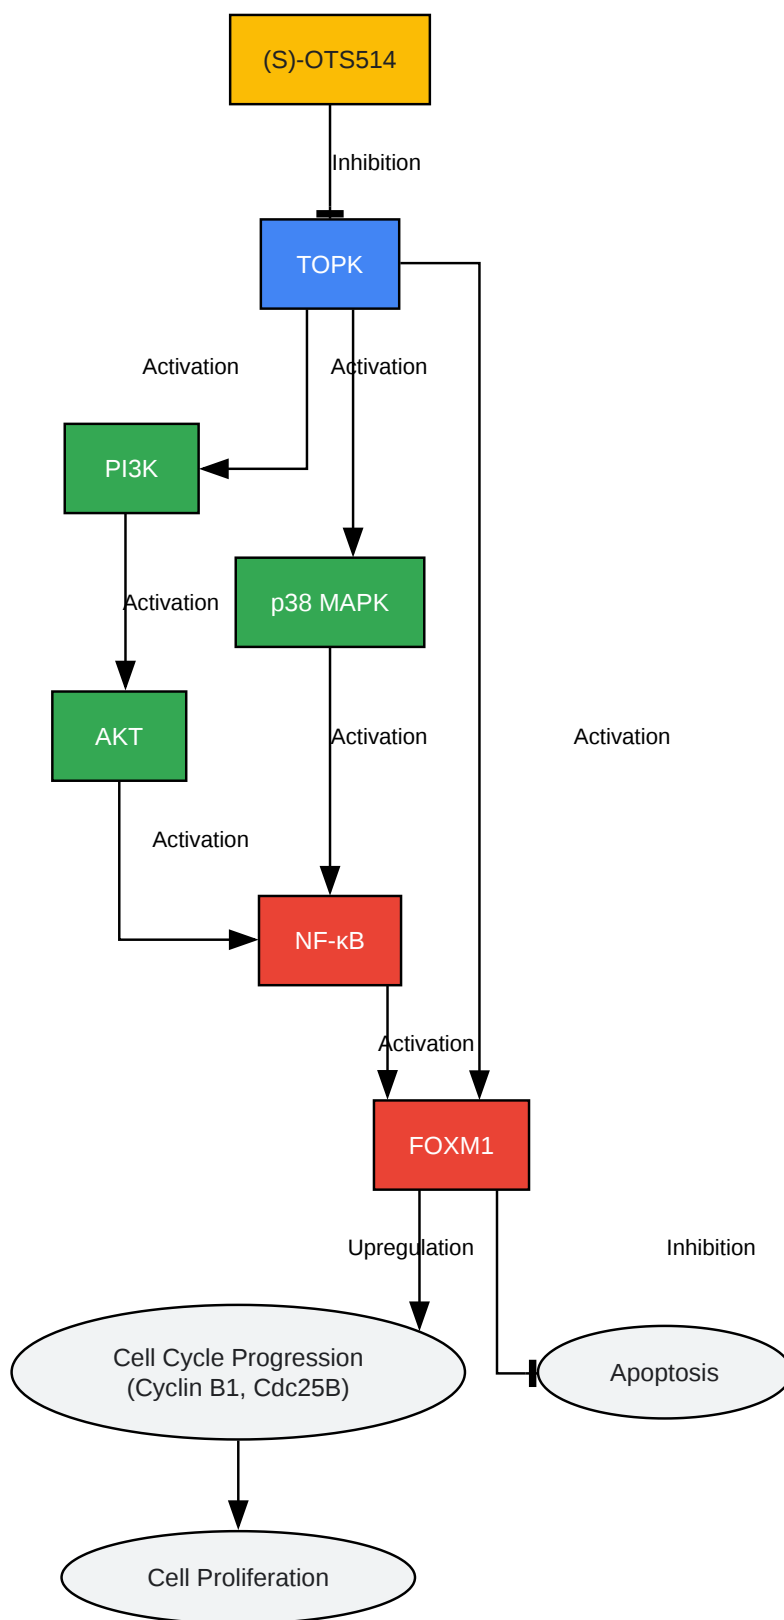 (S)-OTS514
Inhibition
TOPK
Activation
Activation
PI3K
Activation
p38 MAPK
AKT
Activation
Activation
Activation
NF-κB
Activation
FOXM1
Upregulation
Inhibition
Cell Cycle Progression
(Cyclin B1, Cdc25B)
Apoptosis
Cell Proliferation